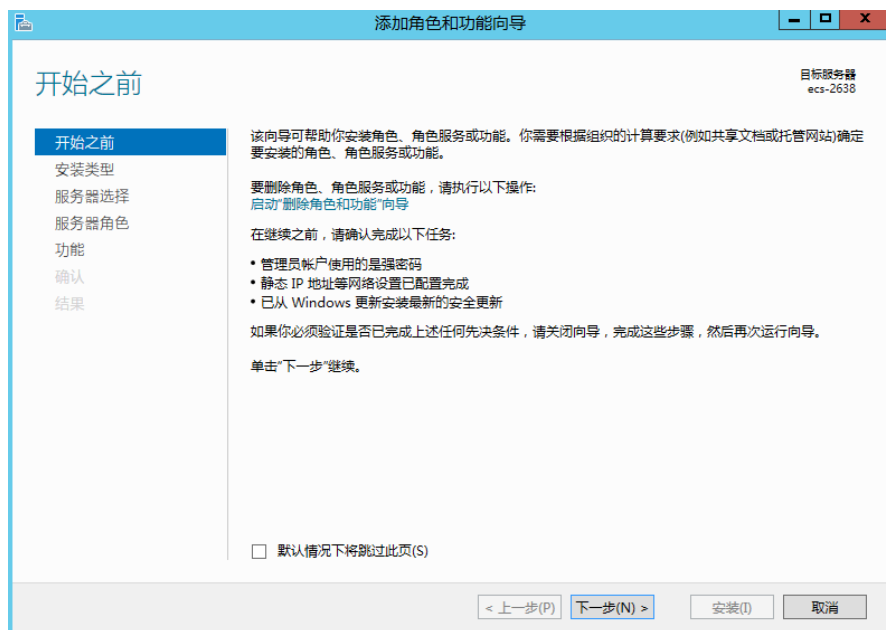 添加角色和功能向导
开始之前
目标服务器
ecs-2638
开始之前
安装类型
服务器选择
服务器角色
功能
确认
结果
该向导可帮助你安装角色、角色服务或功能。你需要根据组织的计算要求(例如共享文档或托管网站)确定
要安装的角色、角色服务或功能。
要删除角色、角色服务或功能，请执行以下操作:
启动"删除角色和功能"向导
在继续之前，请确认完成以下任务:
• 管理员帐户使用的是强密码
• 静态 IP 地址等网络设置已配置完成
• 已从 Windows 更新安装最新的安全更新
如果你必须验证是否已完成上述任何先决条件，请关闭向导，完成这些步骤，然后再次运行向导。
单击"下一步"继续。
默认情况下将跳过此页(S)
< 上一步(P) 下一步(N) > 安装(I) 取消